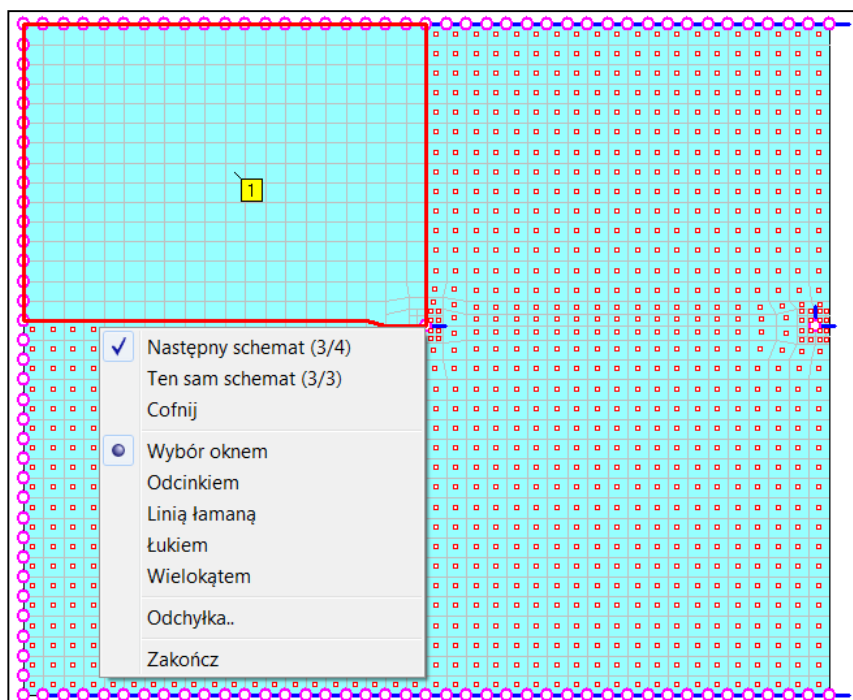 1
Następny schemat (3/4)
Ten sam schemat (3/3)
Cofnij
Wybór oknem
Odcinkiem
Linią łamaną
Łukiem
Wielokątem
Odchyłka..
Zakończ